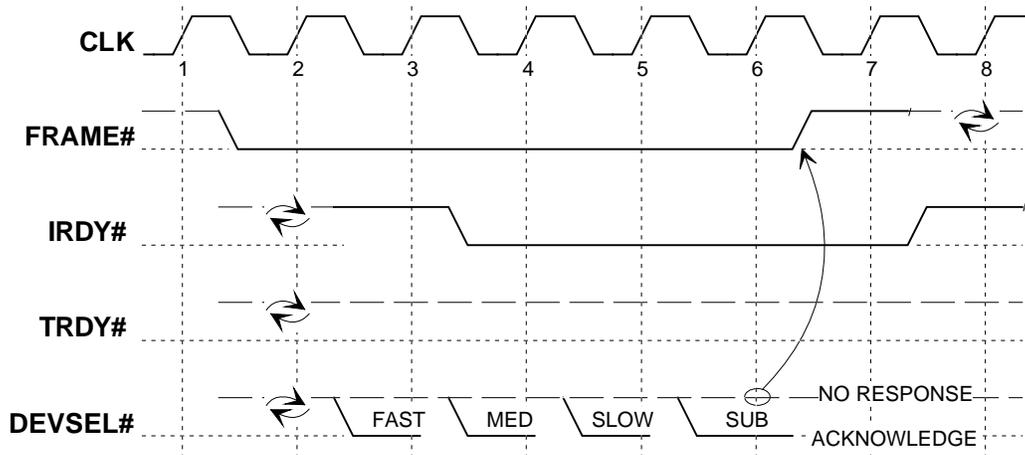 CLK
1 2 3 4 5 6 7 8
FRAME#
IRDY#
TRDY#
NO RESPONSE
DEVSEL# FAST MED SLOW SUB
ACKNOWLEDGE